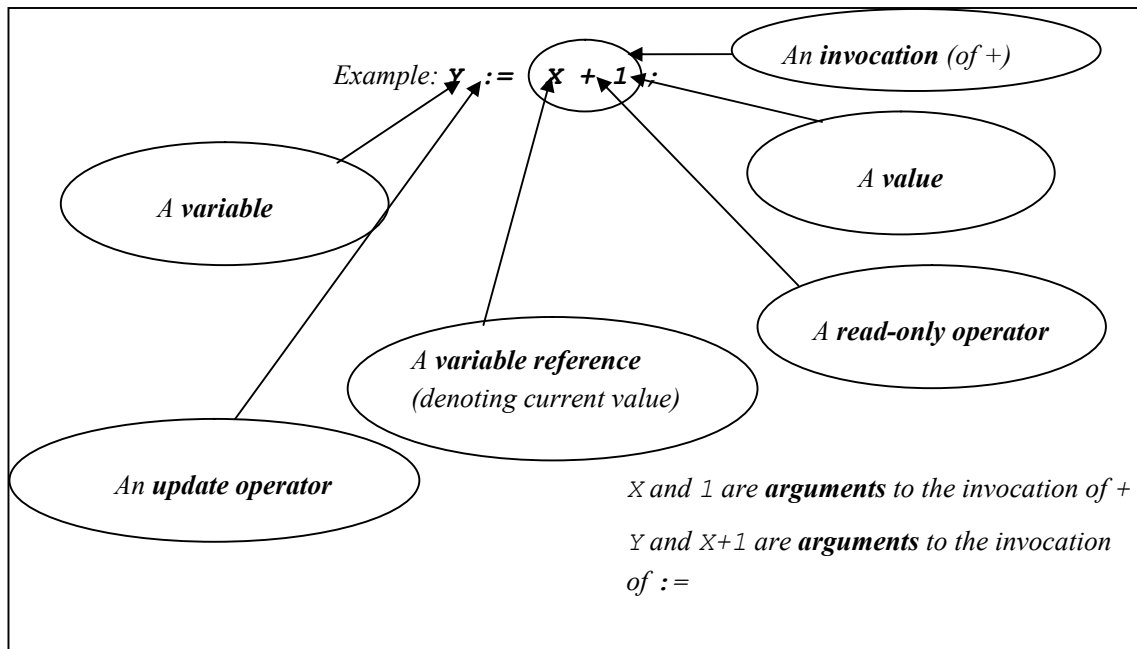 An invocation (of +)
Example: Y := X + 1 ;
A value
A variable
A read-only operator
A variable reference
(denoting current value)
An update operator
X and 1 are arguments to the invocation of +
Y and X+1 are arguments to the invocation
of :=